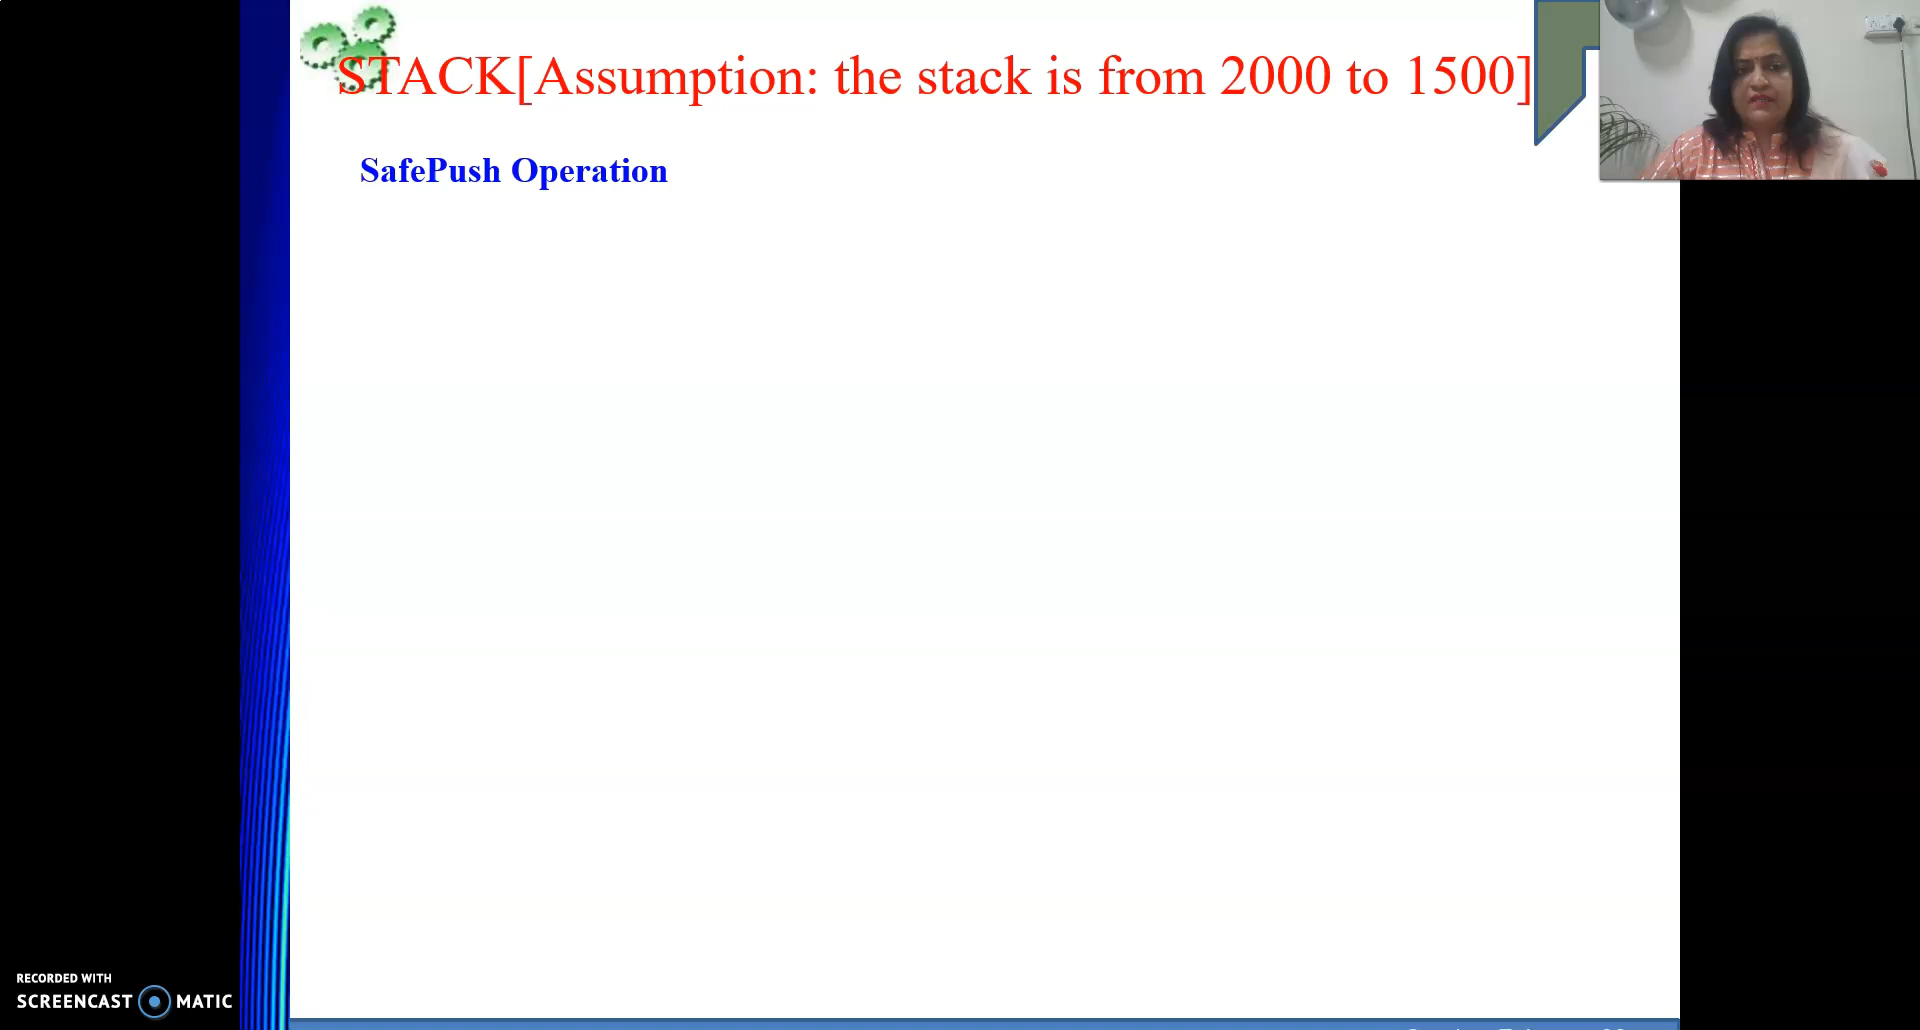 STACK[Assumption: the stack is from 2000 to 1500]
SafePush Operation
RECORDED WITH
SCREENCAST MATIC